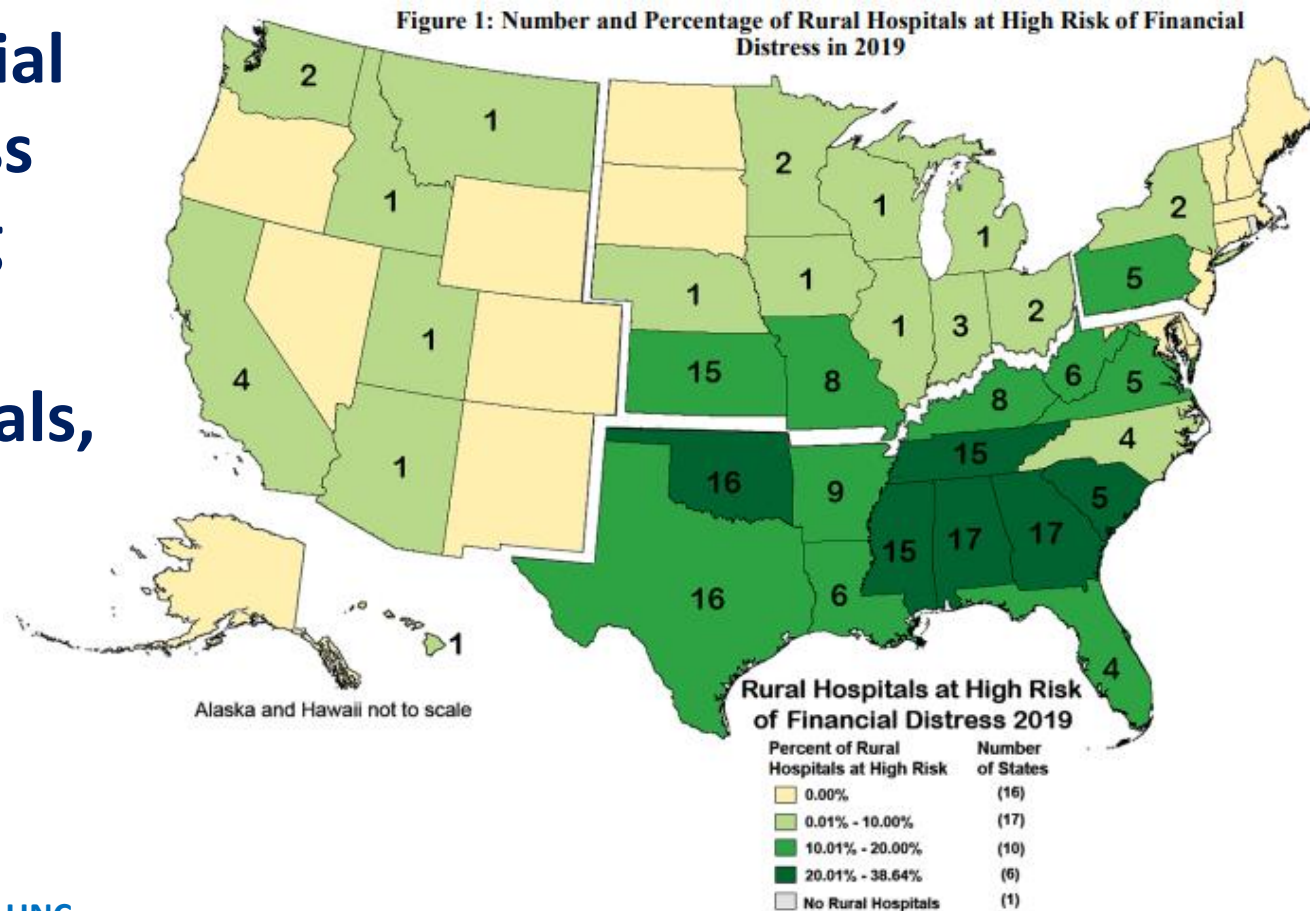 Figure 1: Number and Percentage of Rural Hospitals at High Risk of Financial
Distress in 2019
ial
ss
g
als,
2
1
1
1
4
1
1
2
1
1
1
1
1
3
2
2
5
15
8
8
6
5
4
15
16
9
15
17
17
5
16
6
4
1
Alaska and Hawaii not to scale
Rural Hospitals at High Risk
of Financial Distress 2019
Percent of Rural Number
Hospitals at High Risk of States
0.00% (16)
0.01% - 10.00% (17)
10.01% - 20.00% (10)
20.01% - 38.64% (6)
No Rural Hospitals (1)
UNC